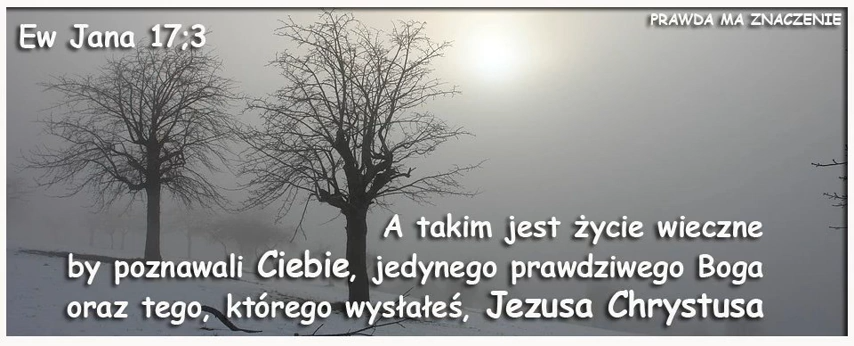 PRAWDA MA ZNACZENIE
Ew Jana 17;3
A takim jest życie wieczne
by poznawali Ciebie, jedynego prawdziwego Boga
oraz tego, którego wysłałeś, Jezusa Chrystusa